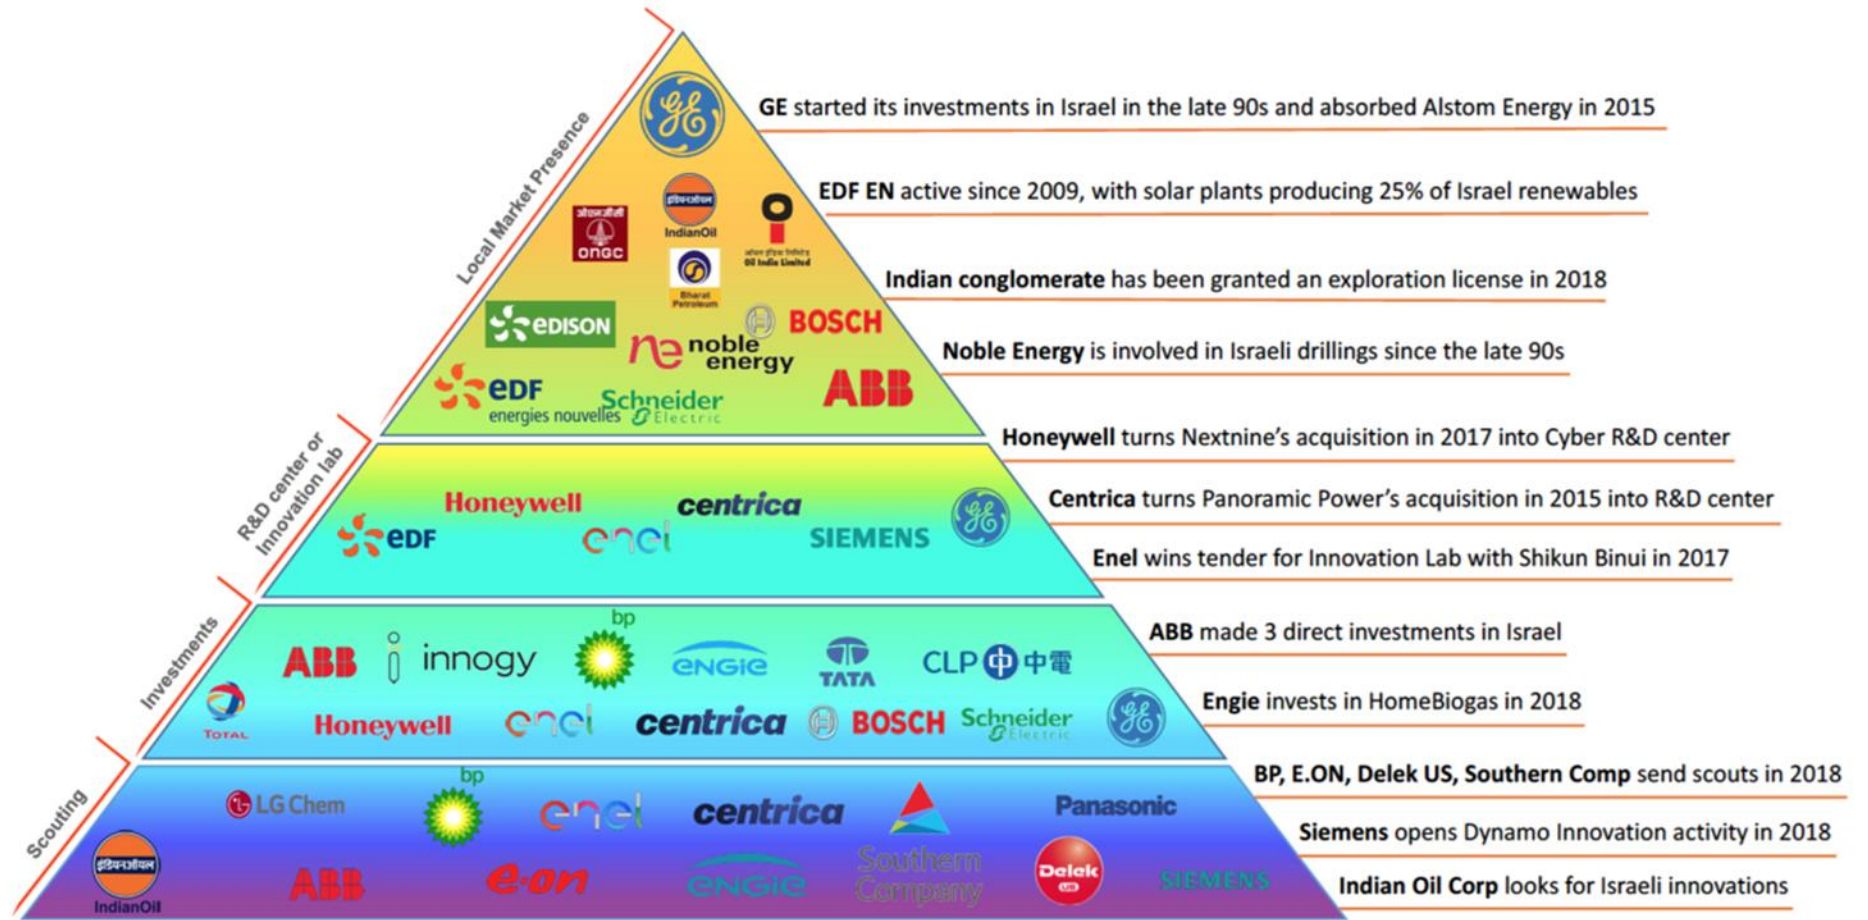 GE
GE started its investments in Israel in the late 90s and absorbed Alstom Energy in 2015
Local Market Presence
इंडियनऑयल
IndianOil
ओएनजीसी
ONGC
ऑयल इंडिया लिमिटेड
Oil India Limited
Bharat
Petroleum
EDF EN active since 2009, with solar plants producing 25% of Israel renewables
Indian conglomerate has been granted an exploration license in 2018
EDISON
BOSCH
ne noble
energy
Noble Energy is involved in Israeli drillings since the late 90s
eDF
energies nouvelles
Schneider
Electric
ABB
R&D center or
Innovation lab
Honeywell turns Nextnine's acquisition in 2017 into Cyber R&D center
Honeywell
centrica
GE
eDF
enel
SIEMENS
Centrica turns Panoramic Power's acquisition in 2015 into R&D center
Enel wins tender for Innovation Lab with Shikun Binui in 2017
Investments
ABB
innogy
bp
ENGIE
TATA
CLP 中 中電
ABB made 3 direct investments in Israel
TOTAL
Honeywell
enel
centrica
BOSCH
Schneider
Electric
GE
Engie invests in HomeBiogas in 2018
Scouting
LG Chem
bp
enel
centrica
Panasonic
BP, E.ON, Delek US, Southern Comp send scouts in 2018
Siemens opens Dynamo Innovation activity in 2018
इंडियनऑयल
IndianOil
ABB
e·on
ENGIE
Southern
Company
Delek
US
SIEMENS
Indian Oil Corp looks for Israeli innovations